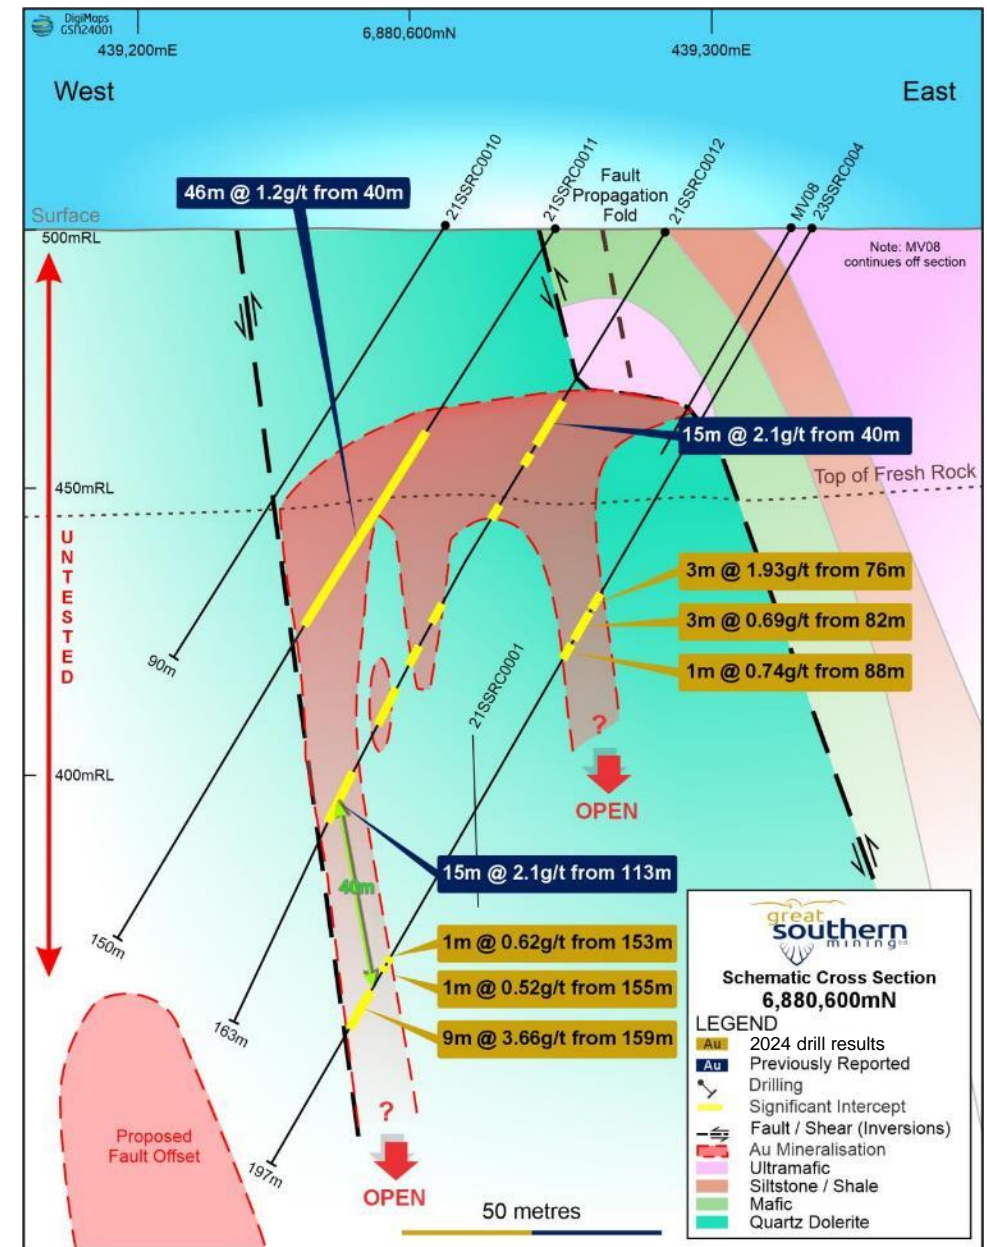 DigiMaps
GSN24001
439,200mE
6,880,600mN
439,300mE
West
East
21SSRC0010
21SSRC0011
21SSRC0012
MV08
23SSRC004
Fault
Propagation
Fold
46m @ 1.2g/t from 40m
Surface
500mRL
Note: MV08
continues off section
15m @ 2.1g/t from 40m
Top of Fresh Rock
450mRL
UNTESTED
3m @ 1.93g/t from 76m
3m @ 0.69g/t from 82m
1m @ 0.74g/t from 88m
90m
21SSRC0001
?
400mRL
OPEN
15m @ 2.1g/t from 113m
40m
150m
1m @ 0.62g/t from 153m
1m @ 0.52g/t from 155m
9m @ 3.66g/t from 159m
163m
?
Proposed
Fault Offset
197m
OPEN
50 metres
great
southern
mining
Schematic Cross Section
6,880,600mN
LEGEND
Au 2024 drill results
Au Previously Reported
Drilling
Significant Intercept
Fault / Shear (Inversions)
Au Mineralisation
Ultramafic
Siltstone / Shale
Mafic
Quartz Dolerite